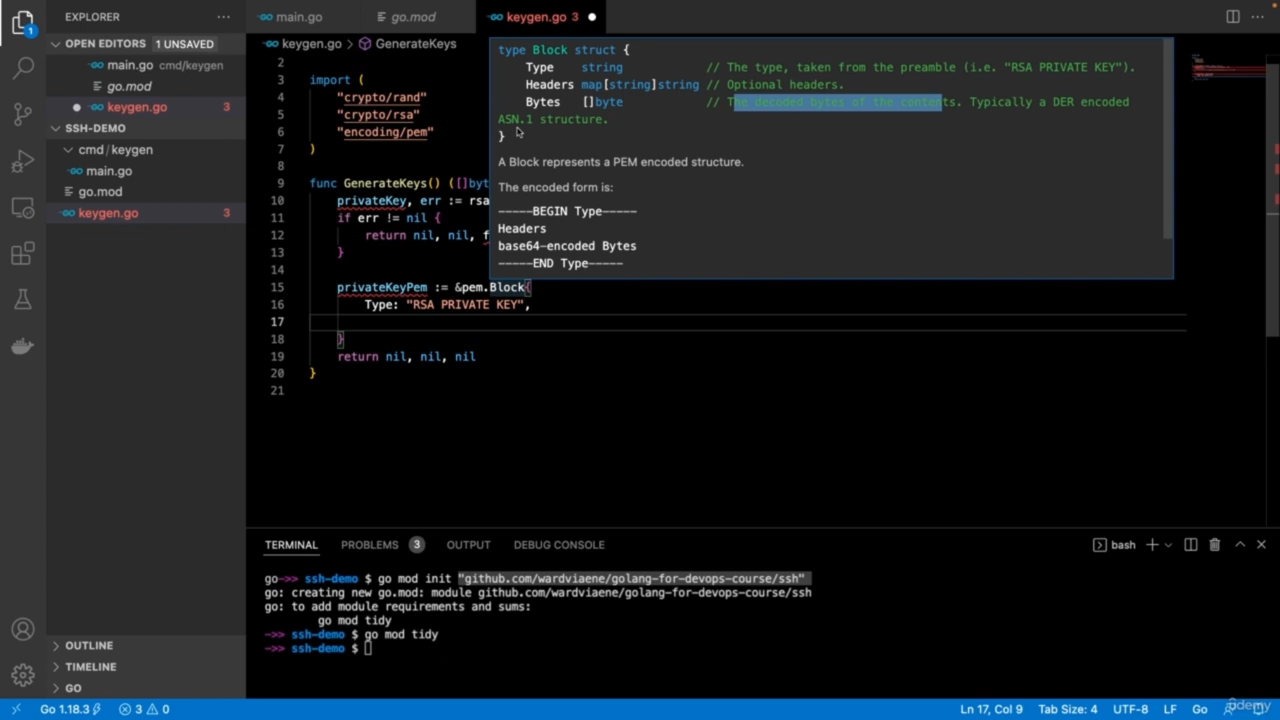 EXPLORER
OPEN EDITORS 1 UNSAVED
main.go cmd/keygen
go.mod
keygen.go 3
SSH-DEMO
cmd / keygen
main.go
go.mod
keygen.go 3
OUTLINE
TIMELINE
GO
1
main.go go.mod keygen.go 3
keygen.go > GenerateKeys
2
3 import (
4 "crypto/rand"
5 "crypto/rsa"
6 "encoding/pem"
7 )
8
9 func GenerateKeys() ([]byt
10 privateKey, err := rsa
11 if err != nil {
12 return nil, nil, f
13 }
14
15 privateKeyPem := &pem.Block{
16 Type: "RSA PRIVATE KEY",
17
18 }
19 return nil, nil, nil
20 }
21
type Block struct {
Type string // The type, taken from the preamble (i.e. "RSA PRIVATE KEY").
Headers map[string]string // Optional headers.
Bytes []byte // The decoded bytes of the contents. Typically a DER encoded
ASN.1 structure.
}
A Block represents a PEM encoded structure.
The encoded form is:
-----BEGIN Type-----
Headers
base64-encoded Bytes
-----END Type-----
TERMINAL PROBLEMS 3 OUTPUT DEBUG CONSOLE bash
go->> ssh-demo $ go mod init "github.com/wardviaene/golang-for-devops-course/ssh"
go: creating new go.mod: module github.com/wardviaene/golang-for-devops-course/ssh
go: to add module requirements and sums:
go mod tidy
->> ssh-demo $ go mod tidy
->> ssh-demo $
Go 1.18.3 3 0 Ln 17, Col 9 Tab Size: 4 UTF-8 LF Go
udemy